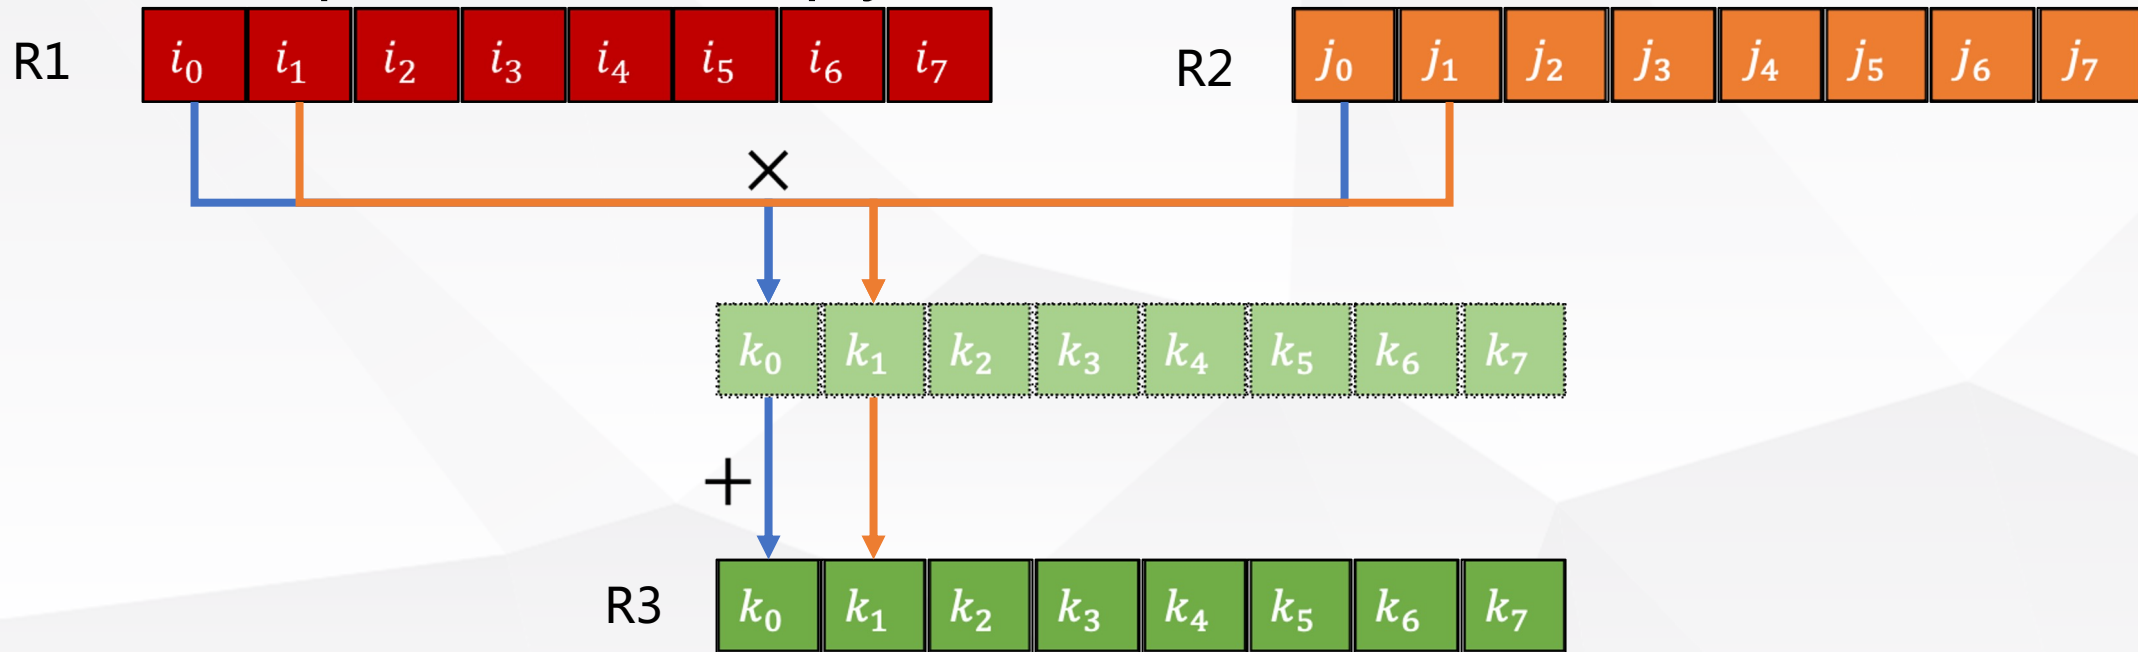 R1 i₀ i₁ i₂ i₃ i₄ i₅ i₆ i₇ R2 j₀ j₁ j₂ j₃ j₄ j₅ j₆ j₇
×
k₀ k₁ k₂ k₃ k₄ k₅ k₆ k₇
+
R3 k₀ k₁ k₂ k₃ k₄ k₅ k₆ k₇